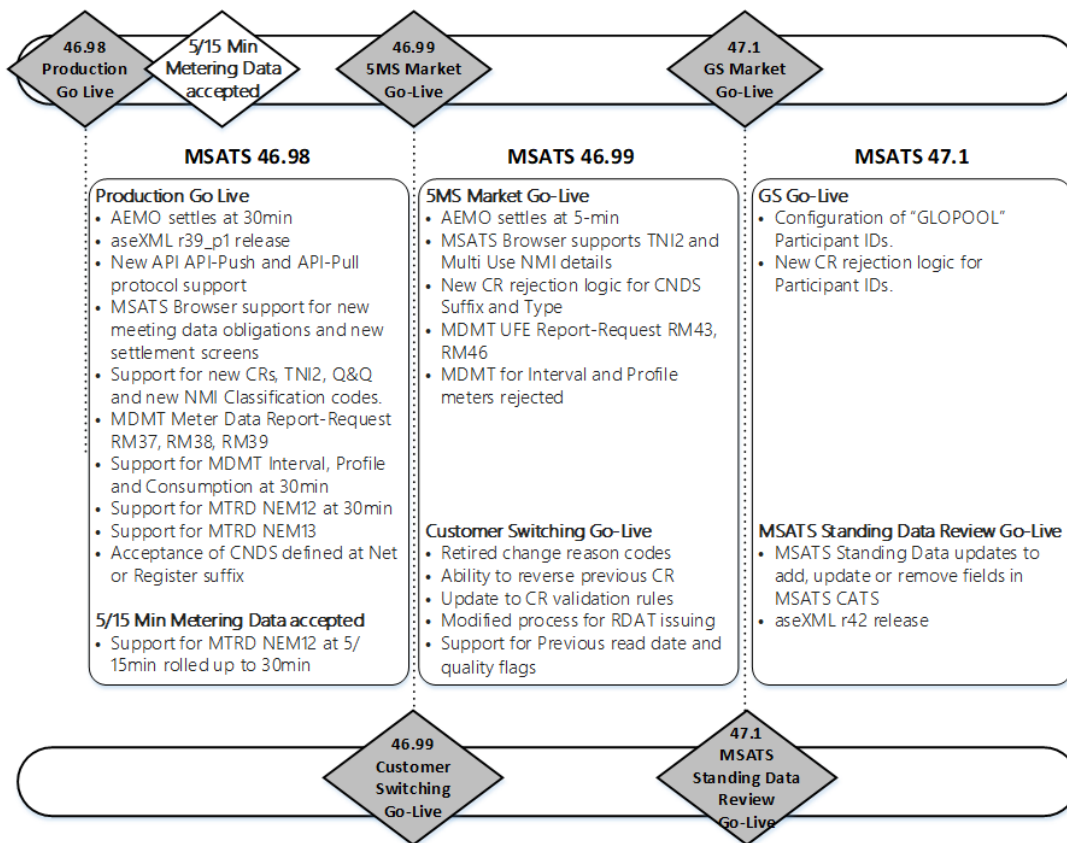 46.98
Production
Go Live
5/15 Min
Metering Data
accepted
46.99
5MS Market
Go-Live
47.1
GS Market
Go-Live
MSATS 46.98
Production Go Live
• AEMO settles at 30min
• aseXML r39_p1 release
• New API API-Push and API-Pull
protocol support
• MSATS Browser support for new
meeting data obligations and new
settlement screens
• Support for new CRs, TNI2, Q&Q
and new NMI Classification codes.
• MDMT Meter Data Report-Request
RM37, RM38, RM39
• Support for MDMT Interval, Profile
and Consumption at 30min
• Support for MTRD NEM12 at 30min
• Support for MTRD NEM13
• Acceptance of CNDS defined at Net
or Register suffix
5/15 Min Metering Data accepted
• Support for MTRD NEM12 at 5/
15min rolled up to 30min
MSATS 46.99
5MS Market Go-Live
• AEMO settles at 5-min
• MSATS Browser supports TNI2 and
Multi Use NMI details
• New CR rejection logic for CNDS
Suffix and Type
• MDMT UFE Report-Request RM43,
RM46
• MDMT for Interval and Profile
meters rejected
Customer Switching Go-Live
• Retired change reason codes
• Ability to reverse previous CR
• Update to CR validation rules
• Modified process for RDAT issuing
• Support for Previous read date and
quality flags
MSATS 47.1
GS Go-Live
• Configuration of “GLOPOOL”
Participant IDs.
• New CR rejection logic for
Participant IDs.
MSATS Standing Data Review Go-Live
• MSATS Standing Data updates to
add, update or remove fields in
MSATS CATS
• aseXML r42 release
46.99
Customer
Switching
Go-Live
47.1
MSATS
Standing Data
Review
Go-Live